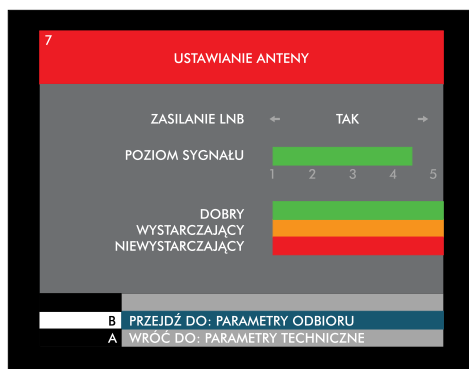 7
USTAWIANIE ANTENY
ZASILANIE LNB ← TAK →
POZIOM SYGNAŁU
1 2 3 4 5
DOBRY
WYSTARCZAJĄCY
NIEWYSTARCZAJĄCY
B PRZEJDŹ DO: PARAMETRY ODBIORU
A WRÓĆ DO: PARAMETRY TECHNICZNE